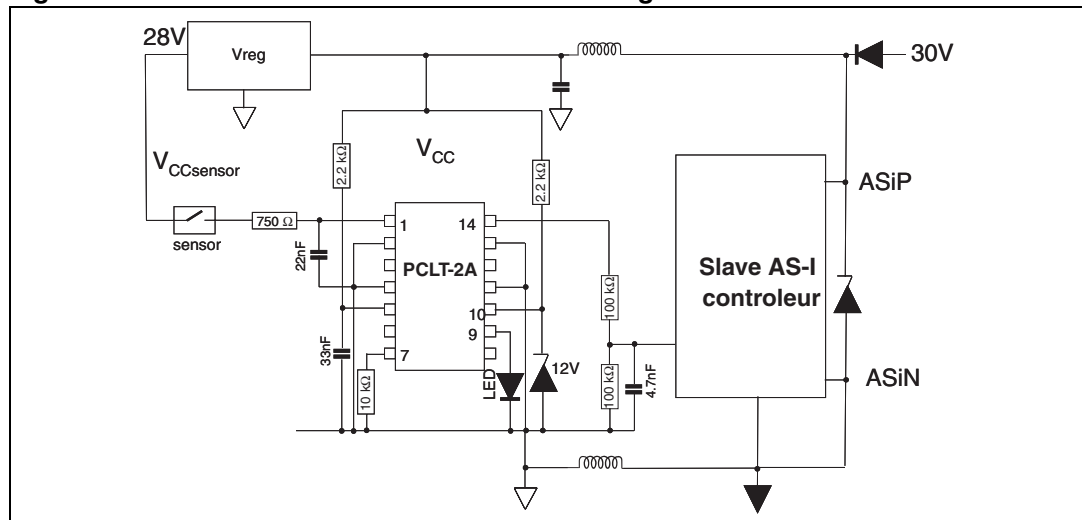 28V
Vreg
30V
VCCsensor
VCC
2.2 kΩ
2.2 kΩ
ASiP
sensor
750 Ω
22nF
1
14
PCLT-2A
10
9
7
Slave AS-I
controleur
100 kΩ
33nF
10 kΩ
LED
12V
100 kΩ
4.7nF
ASiN